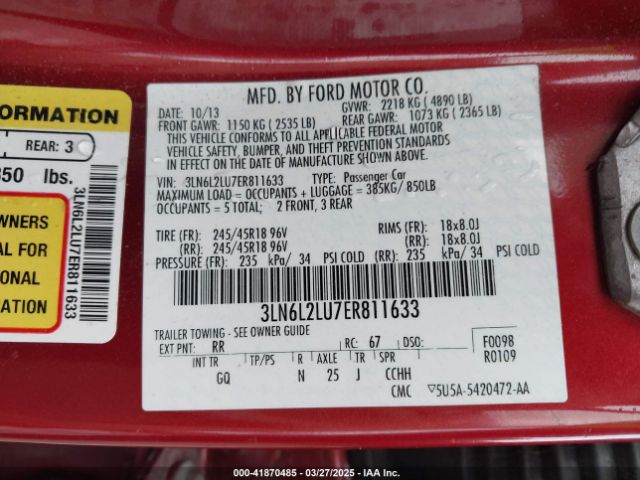 ORMATION
REAR: 3
850 lbs.
3LN6L2LU7ER811633
WNERS
AL FOR
IONAL
ON
MFD. BY FORD MOTOR CO.
DATE: 10/13 GVWR: 2218 KG ( 4890 LB)
FRONT GAWR: 1150 KG ( 2535 LB) REAR GAWR: 1073 KG ( 2365 LB)
THIS VEHICLE CONFORMS TO ALL APPLICABLE FEDERAL MOTOR
VEHICLE SAFETY, BUMPER, AND THEFT PREVENTION STANDARDS
IN EFFECT ON THE DATE OF MANUFACTURE SHOWN ABOVE.
VIN: 3LN6L2LU7ER811633 TYPE: Passenger Car
MAXIMUM LOAD = OCCUPANTS + LUGGAGE = 385KG/ 850LB
OCCUPANTS = 5 TOTAL; 2 FRONT, 3 REAR
TIRE (FR): 245/45R18 96V RIMS (FR): 18x8.0J
(RR): 245/45R18 96V (RR): 18x8.0J
PRESSURE (FR): 235 kPa/ 34 PSI COLD (RR): 235 kPa/ 34 PSI COLD
3LN6L2LU7ER811633
TRAILER TOWING - SEE OWNER GUIDE
EXT PNT: RR RC: 67 DSO: F0098
R0109
INT TR TP/PS R AXLE TR SPR
GQ N 25 J CCHH
CMC ▽5U5A-5420472-AA
000-41870485 — 03/27/2025 — IAA Inc.